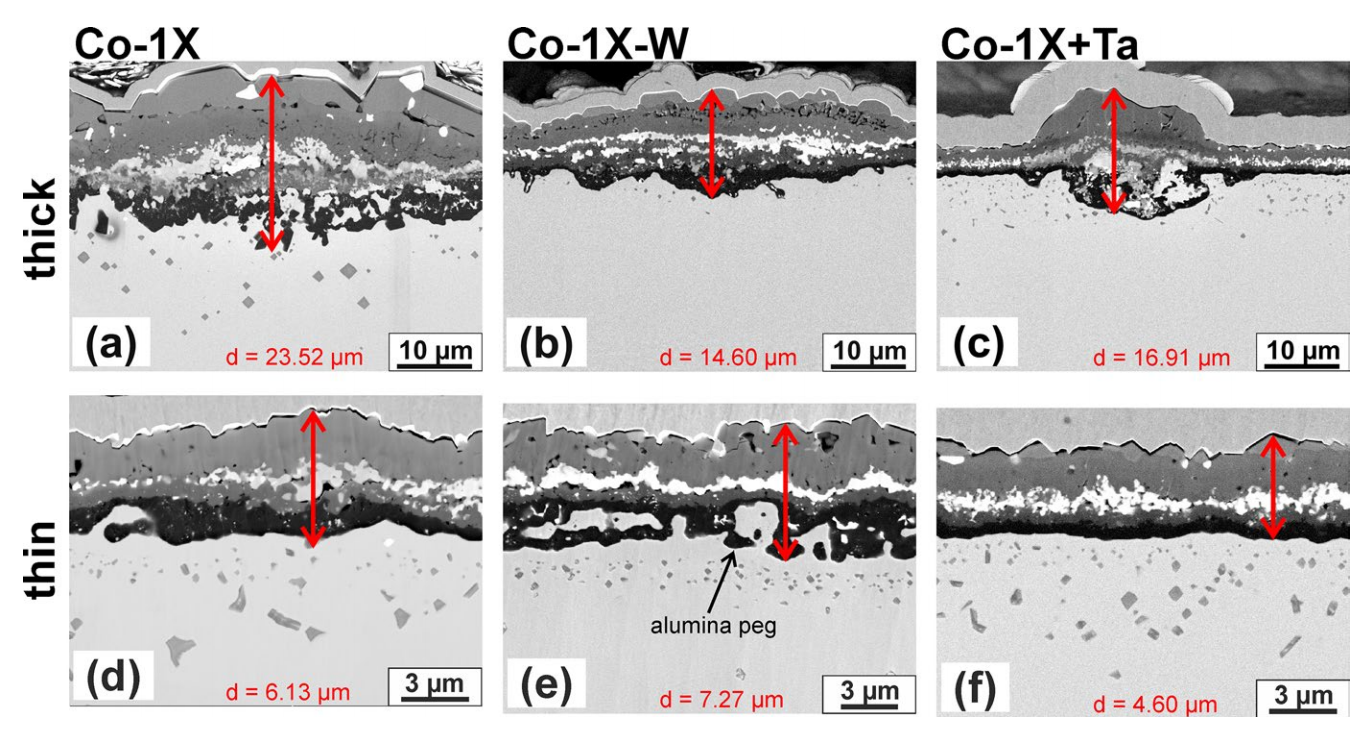 Co-1X
Co-1X-W
Co-1X+Ta
thick
(a)
d = 23.52 µm
10 µm
(b)
d = 14.60 µm
10 µm
(c)
d = 16.91 µm
10 µm
thin
(d)
d = 6.13 µm
3 µm
alumina peg
(e)
d = 7.27 µm
3 µm
(f)
d = 4.60 µm
3 µm